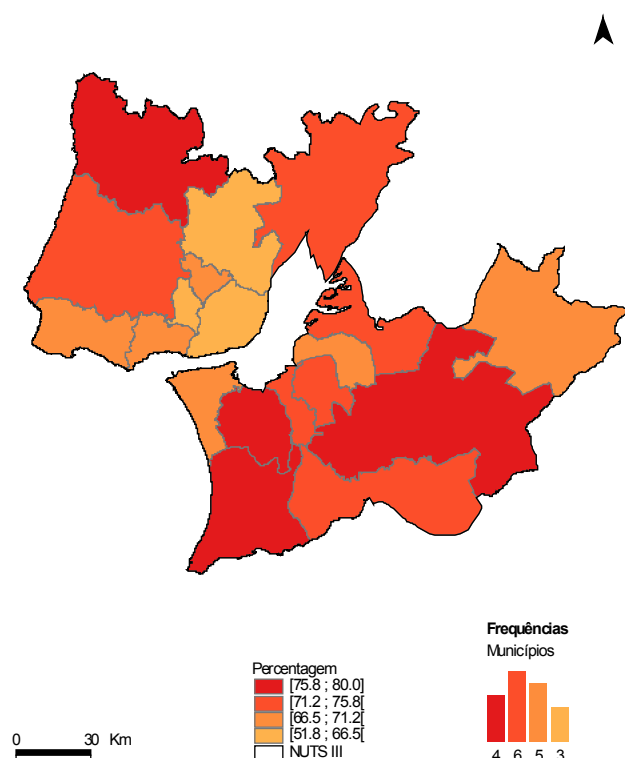 Frequências
Municípios
4 6 5 3
Percentagem
[75.8 ; 80.0]
[71.2 ; 75.8[
[66.5 ; 71.2[
[51.8 ; 66.5[
NUTS III
0 30 Km